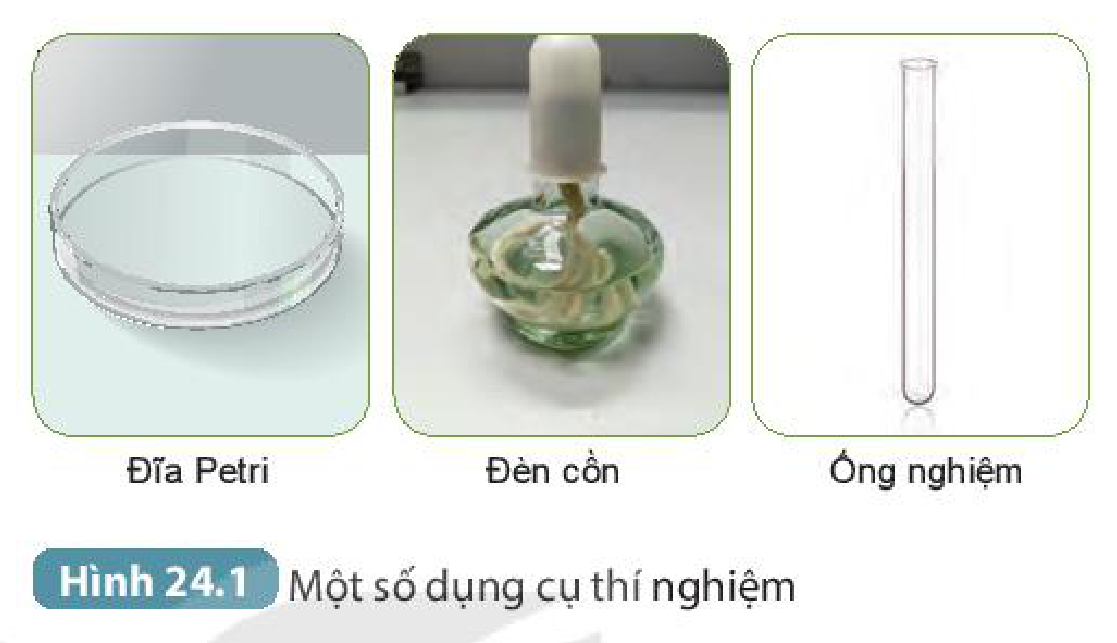 Đĩa Petri
Đèn cồn
Ống nghiệm
Hình 24.1 Một số dụng cụ thí nghiệm